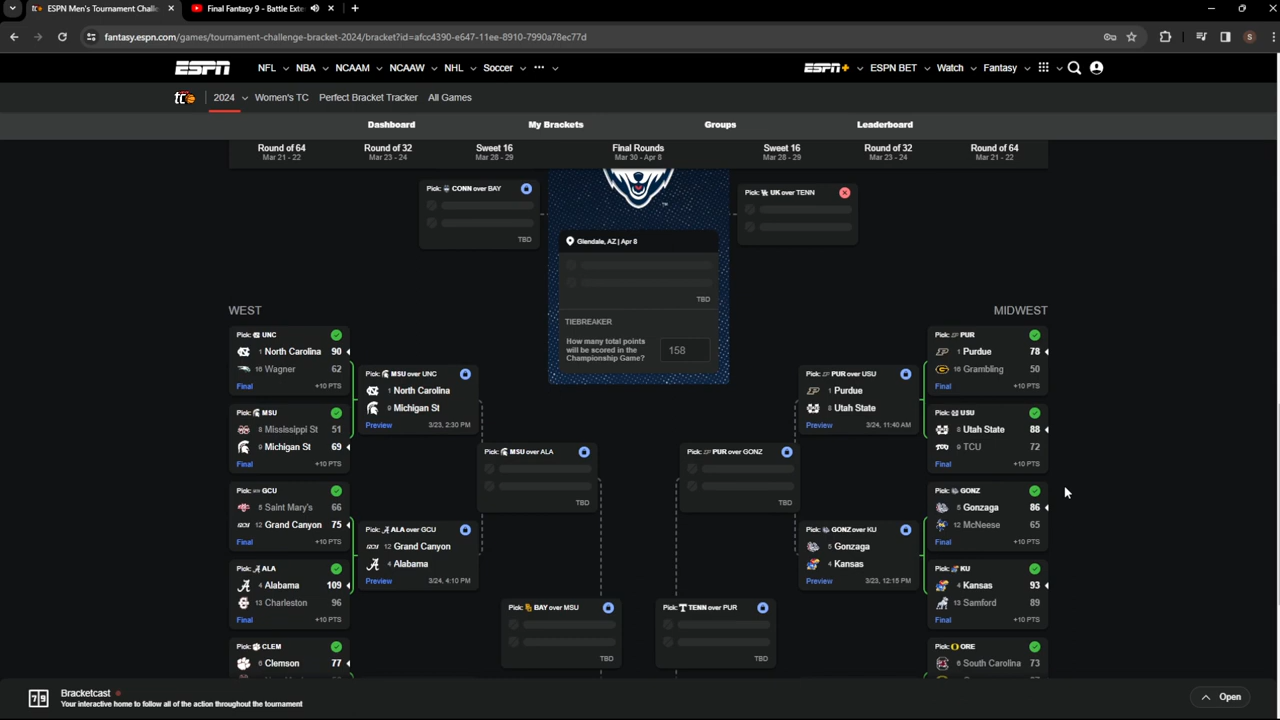 ESPN Men's Tournament Chall
Final Fantasy 9 - Battle Exte
fantasy.espn.com/games/tournament-challenge-bracket-2024/bracket?id=afcc4390-e647-11ee-8910-7990a78ec77d
S
ESPN NFL NBA NCAAM NCAAW NHL Soccer ESPN+ ESPN BET Watch Fantasy
tc 2024 Women's TC Perfect Bracket Tracker All Games
Dashboard My Brackets Groups Leaderboard
Round of 64 Round of 32 Sweet 16 Final Rounds Sweet 16 Round of 32 Round of 64
Mar 21 - 22 Mar 23 - 24 Mar 28 - 29 Mar 30 - Apr 8 Mar 28 - 29 Mar 23 - 24 Mar 21 - 22
Pick: CONN over BAY
TBD
Pick: UK over TENN
TBD
Glendale, AZ | Apr 8
TBD
TIEBREAKER
How many total points
will be scored in the
Championship Game?
158
WEST
Pick: UNC
1 North Carolina 90
16 Wagner 62
Final +10 PTS
Pick: MSU
8 Mississippi St 51
9 Michigan St 69
Final +10 PTS
Pick: GCU
5 Saint Mary's 66
12 Grand Canyon 75
Final +10 PTS
Pick: ALA
4 Alabama 109
13 Charleston 96
Final +10 PTS
Pick: CLEM
6 Clemson 77
Pick: MSU over UNC
1 North Carolina
9 Michigan St
Preview 3/23, 2:30 PM
Pick: ALA over GCU
12 Grand Canyon
4 Alabama
Preview 3/24, 4:10 PM
Pick: MSU over ALA
TBD
Pick: BAY over MSU
TBD
MIDWEST
Pick: PUR over GONZ
TBD
Pick: TENN over PUR
TBD
Pick: PUR over USU
1 Purdue
8 Utah State
Preview 3/24, 11:40 AM
Pick: GONZ over KU
5 Gonzaga
4 Kansas
Preview 3/23, 12:15 PM
Pick: PUR
1 Purdue 78
16 Grambling 50
Final +10 PTS
Pick: USU
8 Utah State 88
9 TCU 72
Final +10 PTS
Pick: GONZ
5 Gonzaga 86
12 McNeese 65
Final +10 PTS
Pick: KU
4 Kansas 93
13 Samford 89
Final +10 PTS
Pick: ORE
6 South Carolina 73
Bracketcast
Your interactive home to follow all of the action throughout the tournament
Open